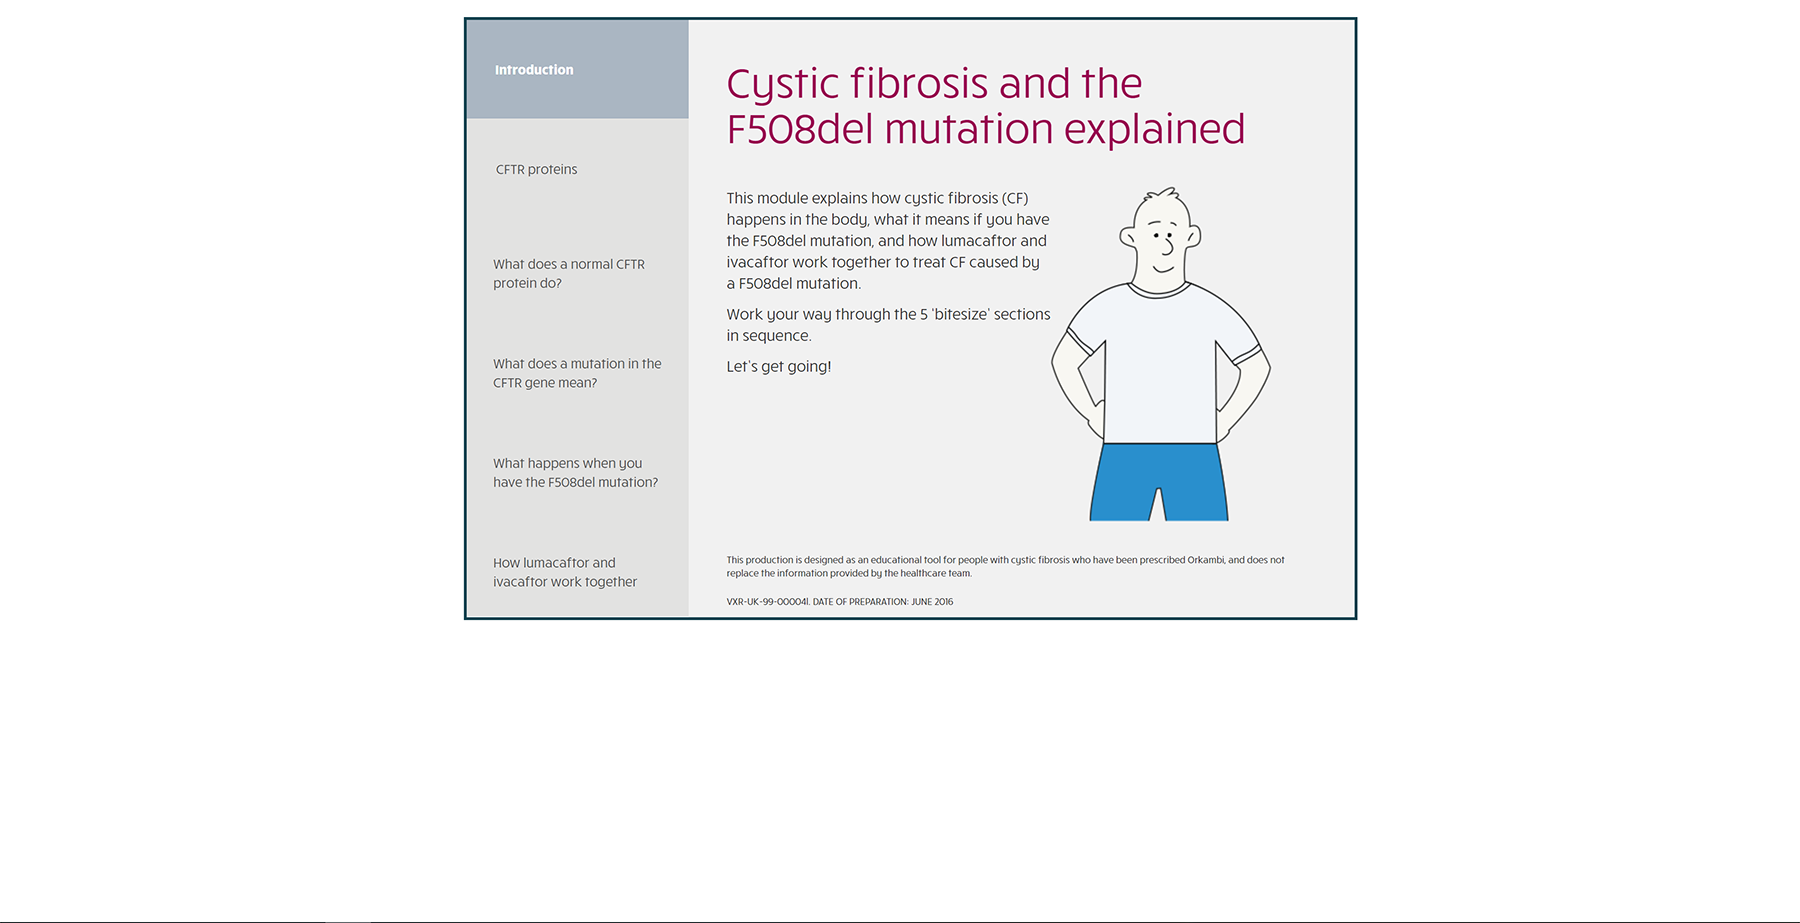 Introduction
CFTR proteins
What does a normal CFTR
protein do?
What does a mutation in the
CFTR gene mean?
What happens when you
have the F508del mutation?
How lumacaftor and
ivacaftor work together
Cystic fibrosis and the
F508del mutation explained
This module explains how cystic fibrosis (CF)
happens in the body, what it means if you have
the F508del mutation, and how lumacaftor and
ivacaftor work together to treat CF caused by
a F508del mutation.
Work your way through the 5 'bitesize' sections
in sequence.
Let's get going!
This production is designed as an educational tool for people with cystic fibrosis who have been prescribed Orkambi, and does not
replace the information provided by the healthcare team.
VXR-UK-99-00004l. DATE OF PREPARATION: JUNE 2016